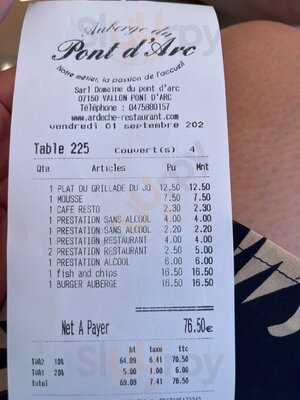 Auberge du
Pont d'Arc
Notre métier, la passion de l'accueil
Sarl Domaine du pont d'arc
07150 VALLON PONT D'ARC
Téléphone : 0475880157
www.ardeche-restaurant.com
vendredi 01 septembre 202
Table 225 Couvert(s) 4
Qte Articles Pu Mnt
1 PLAT DU GRILLADE DU JO 12.50 12.50
1 MOUSSE 7.50 7.50
1 CAFE RESTO 2.30 2.30
1 PRESTATION SANS ALCOOL 4.00 4.00
1 PRESTATION SANS ALCOOL 2.20 2.20
1 PRESTATION RESTAURANT 4.00 4.00
2 PRESTATION RESTAURANT 2.50 5.00
1 PRESTATION ALCOOL 6.00 6.00
1 fish and chips 16.50 16.50
1 BURGER AUBERGE 16.50 16.50
Net A Payer 76.50€
ht taxe ttc
TVA2 10% 64.09 6.41 70.50
TVA1 20% 5.00 1.00 6.00
Total 69.09 7.41 76.50